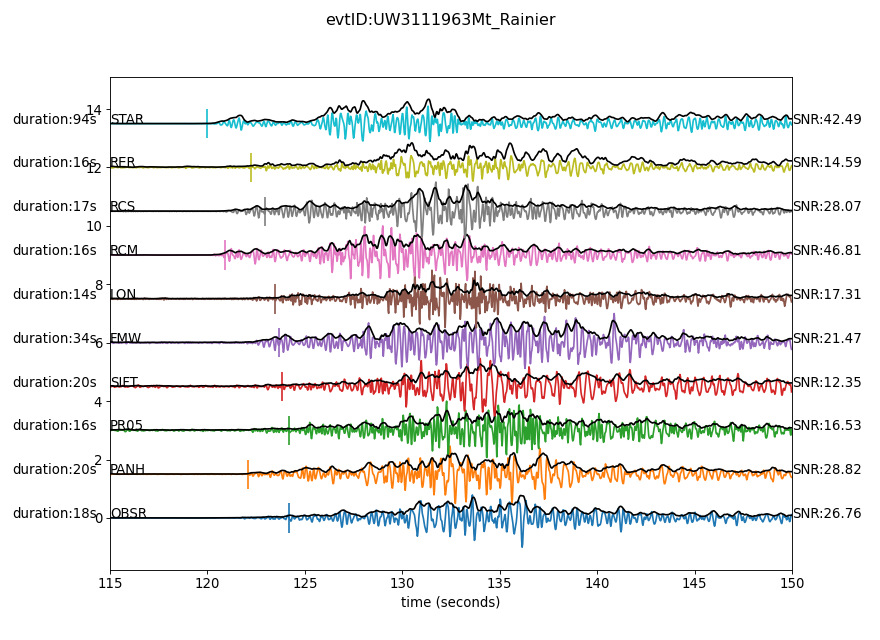 evtID:UW3111963Mt_Rainier
14
duration:94s STAR SNR:42.49
duration:16s RER SNR:14.59
12
duration:17s RCS SNR:28.07
10
duration:16s RCM SNR:46.81
8
duration:14s LON SNR:17.31
duration:34s FMW SNR:21.47
6
duration:20s SIFT SNR:12.35
4
duration:16s PR05 SNR:16.53
2
duration:20s PANH SNR:28.82
duration:18s OBSR SNR:26.76
0
115 120 125 130 135 140 145 150
time (seconds)